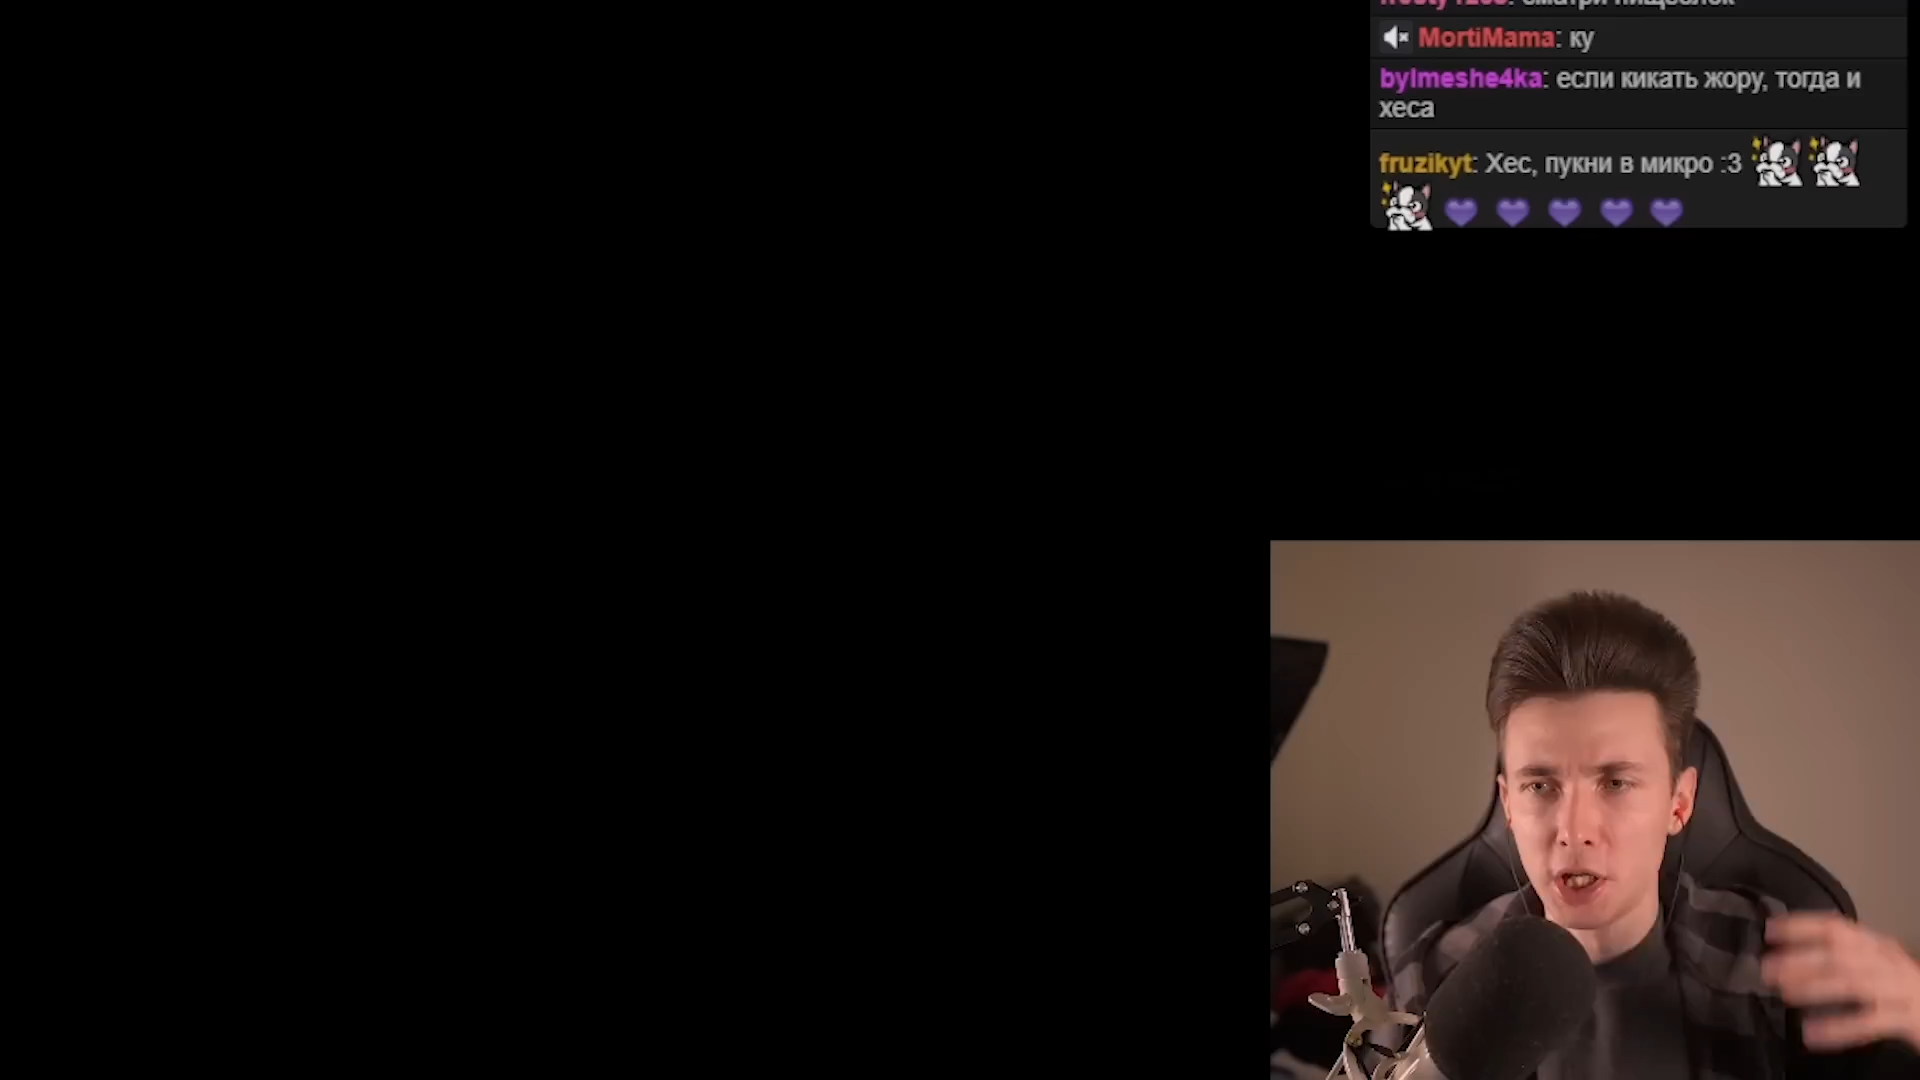 MortiMama: ку
bylmeshe4ka: если кикать жору, тогда и
хеса
fruzikyt: Хес, пукни в микро :3